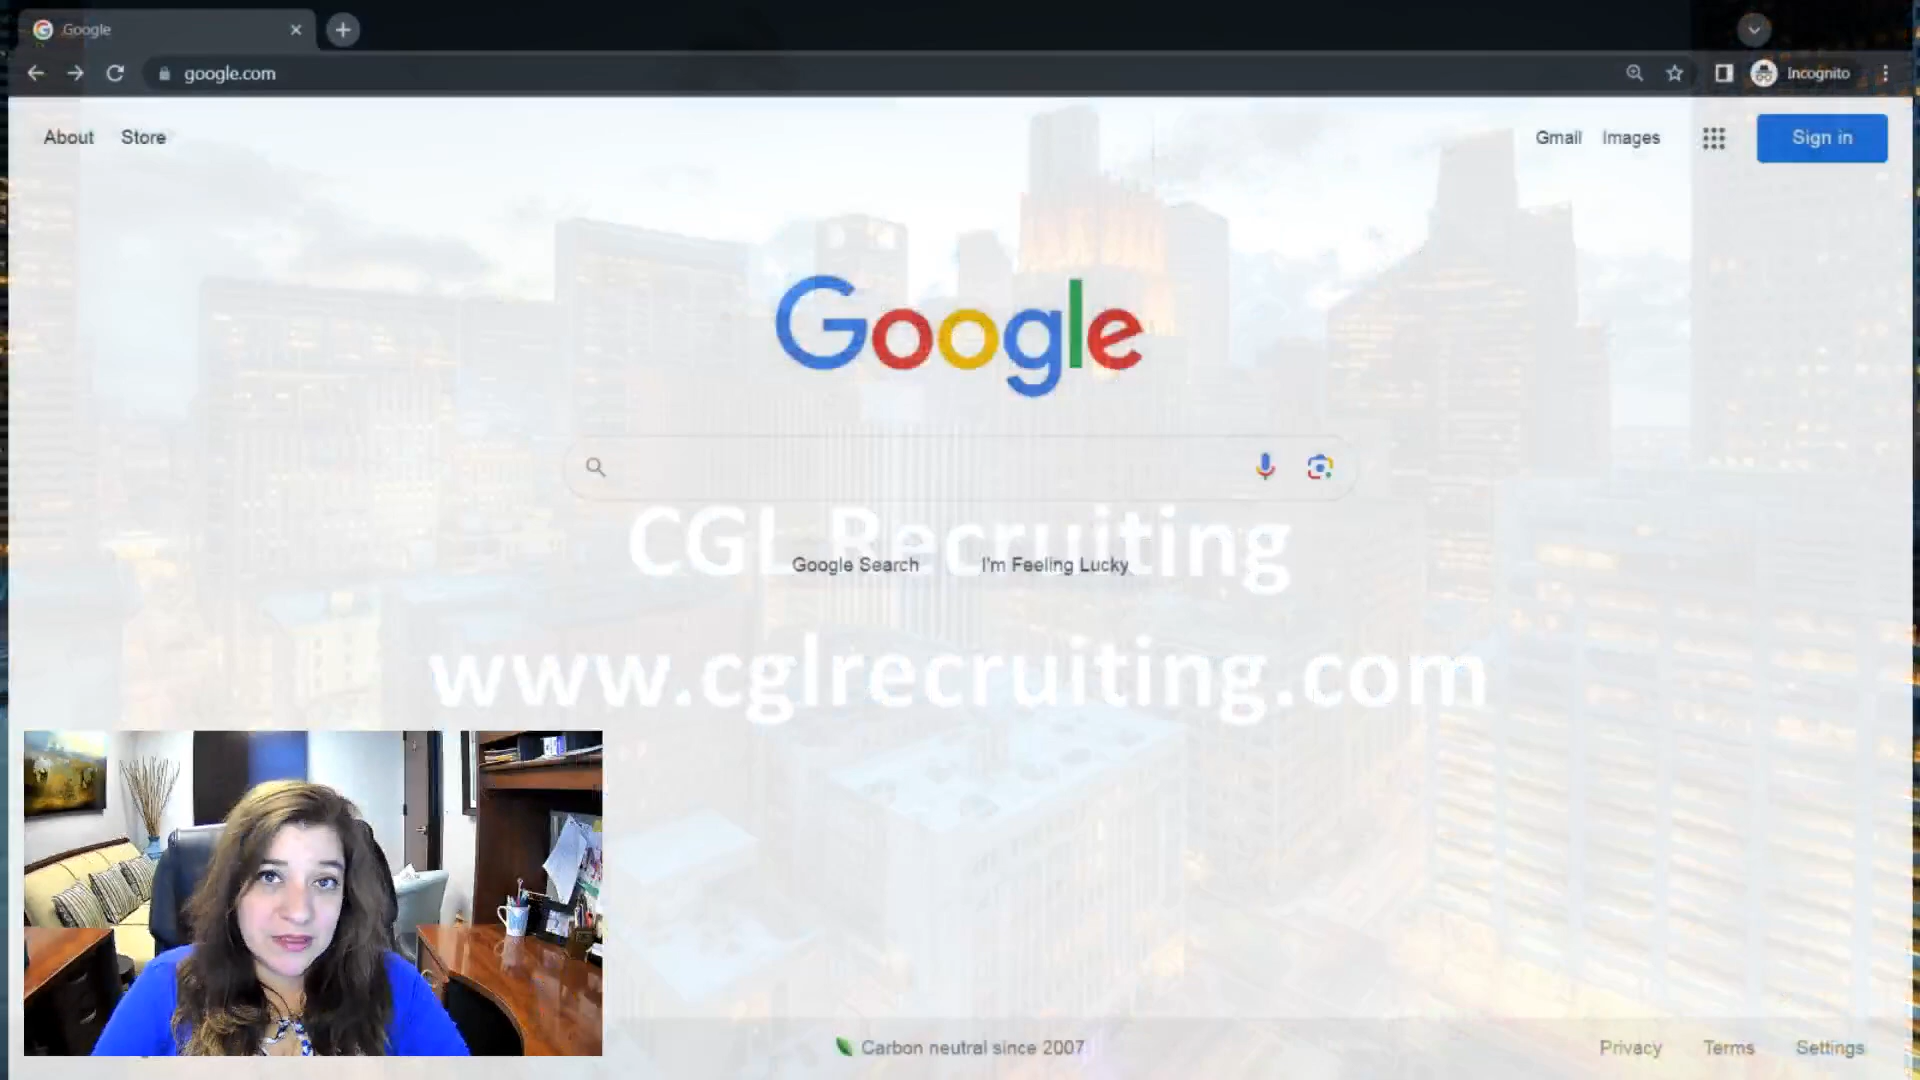 Google
google.com
Incognito
About Store
Gmail Images Sign in
Google
CGL Recruiting
Google Search I'm Feeling Lucky
www.cglrecruiting.com
Carbon neutral since 2007
Privacy Terms Settings